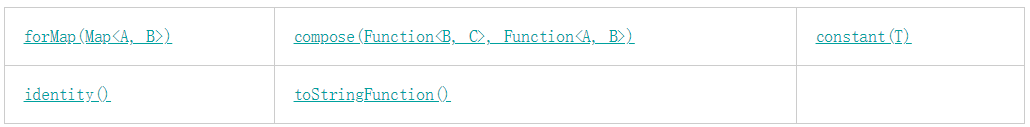 forMap(Map<A, B>) compose(Function<B, C>, Function<A, B>) constant(T)
identity() toStringFunction()